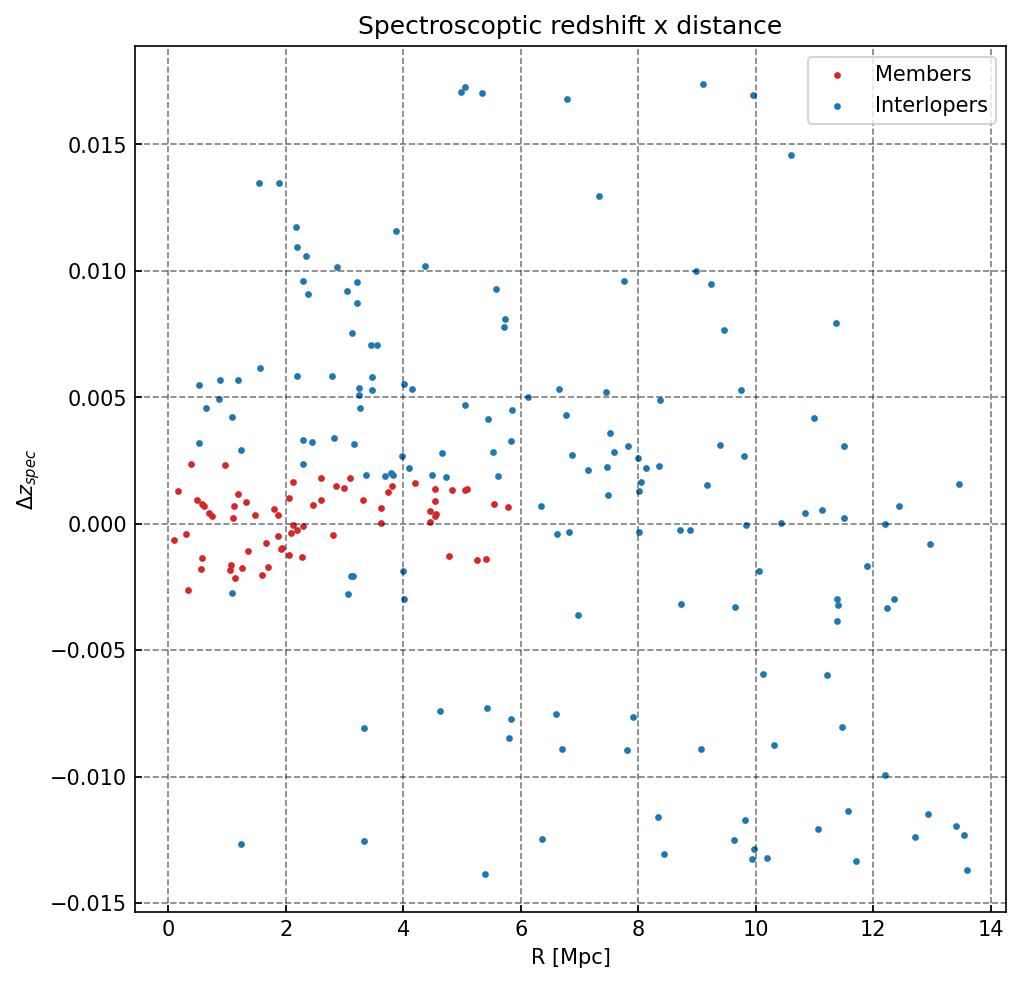 Spectroscoptic redshift x distance
Members
Interlopers
0.015
0.010
0.005
0.000
−0.005
−0.010
−0.015
Δz_spec
0 2 4 6 8 10 12 14
R [Mpc]